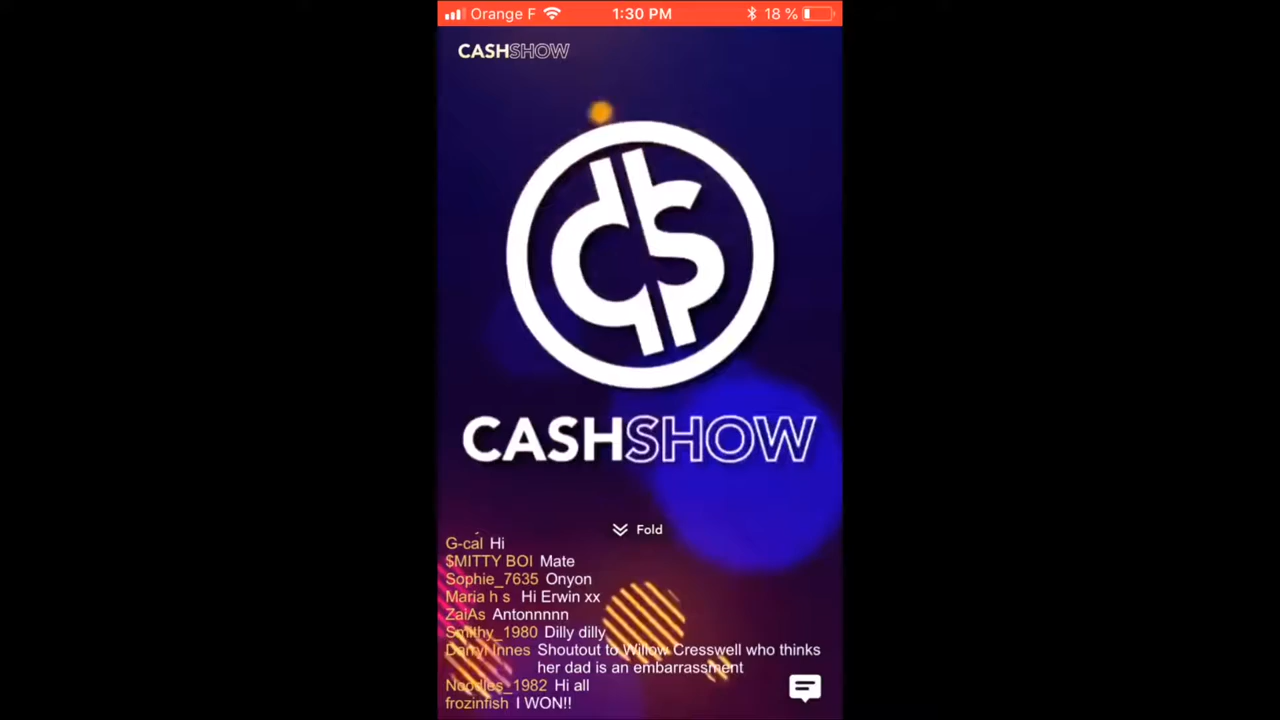 Orange F 1:30 PM 18 %
CASHSHOW
CS
CASHSHOW
Fold
G-cal Hi
$MITTY BOI Mate
Sophie_7635 Onyon
Maria h s Hi Erwin xx
ZaiAs Antonnnnn
Smithy_1980 Dilly dilly
Darryl Innes Shoutout to Willow Cresswell who thinks
her dad is an embarrassment
Noodles_1982 Hi all
frozinfish I WON!!